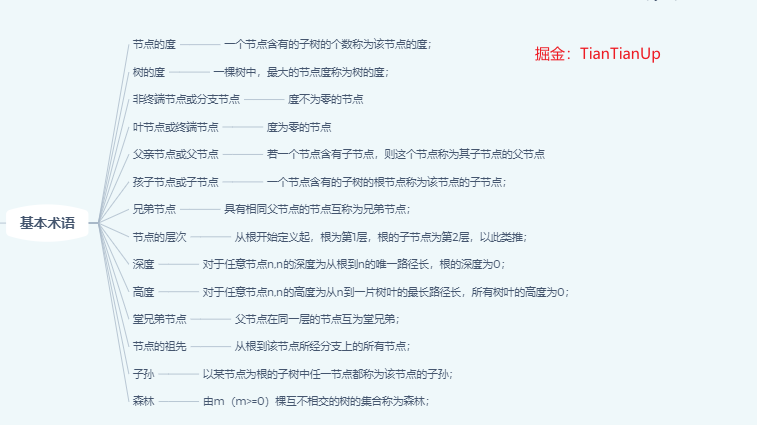 掘金：TianTianUp
节点的度 一个节点含有的子树的个数称为该节点的度；
树的度 一棵树中，最大的节点度称为树的度；
非终端节点或分支节点 度不为零的节点
叶节点或终端节点 度为零的节点
父亲节点或父节点 若一个节点含有子节点，则这个节点称为其子节点的父节点
孩子节点或子节点 一个节点含有的子树的根节点称为该节点的子节点；
兄弟节点 具有相同父节点的节点互称为兄弟节点；
基本术语
节点的层次 从根开始定义起，根为第1层，根的子节点为第2层，以此类推；
深度 对于任意节点n,n的深度为从根到n的唯一路径长，根的深度为0；
高度 对于任意节点n,n的高度为从n到一片树叶的最长路径长，所有树叶的高度为0；
堂兄弟节点 父节点在同一层的节点互为堂兄弟；
节点的祖先 从根到该节点所经分支上的所有节点；
子孙 以某节点为根的子树中任一节点都称为该节点的子孙；
森林 由m（m>=0）棵互不相交的树的集合称为森林；